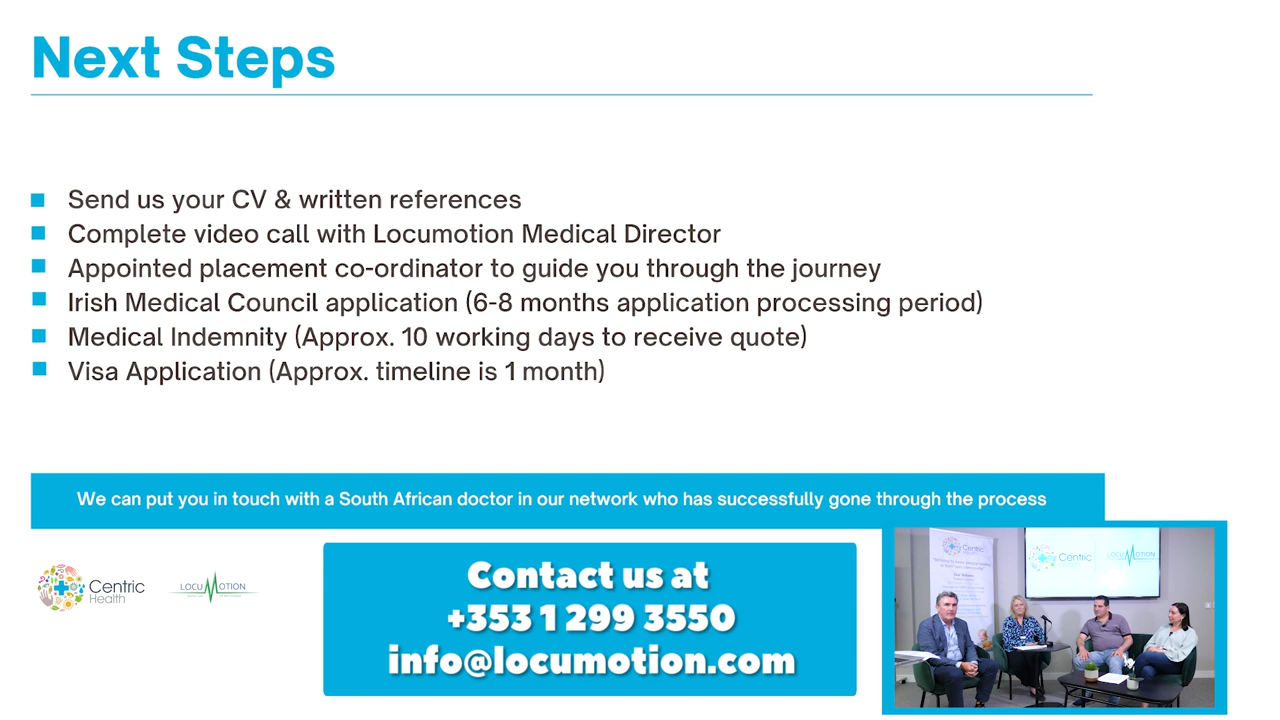 Next Steps
Send us your CV & written references
Complete video call with Locumotion Medical Director
Appointed placement co-ordinator to guide you through the journey
Irish Medical Council application (6-8 months application processing period)
Medical Indemnity (Approx. 10 working days to receive quote)
Visa Application (Approx. timeline is 1 month)
We can put you in touch with a South African doctor in our network who has successfully gone through the process
Centric
Health
LOCUMOTION
Contact us at
+353 1 299 3550
info@locumotion.com
Centric
Health
Centric
LOCUMOTION